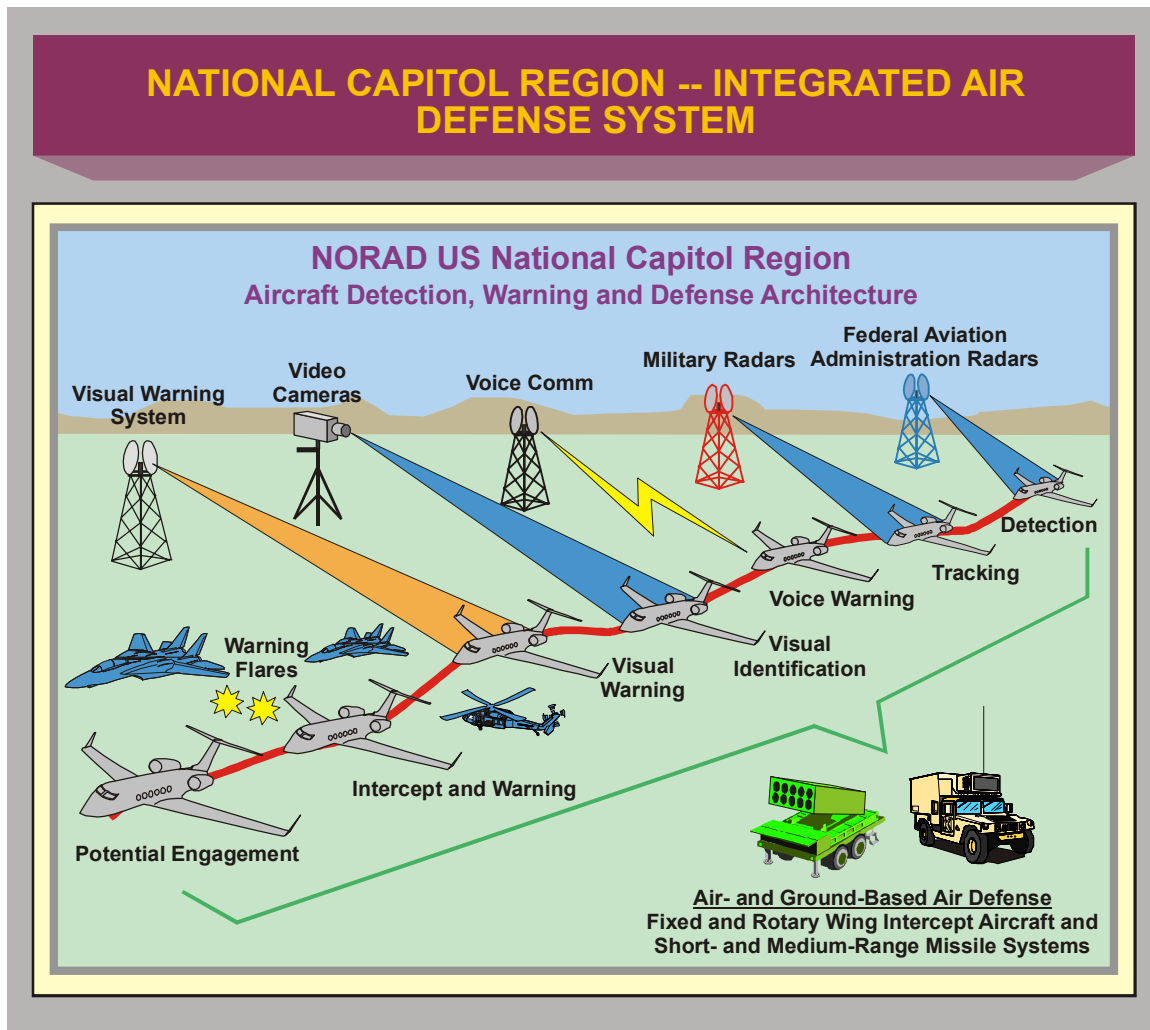 NATIONAL CAPITOL REGION -- INTEGRATED AIR
DEFENSE SYSTEM
NORAD US National Capitol Region
Aircraft Detection, Warning and Defense Architecture
Visual Warning
System
Video
Cameras
Voice Comm
Military Radars
Federal Aviation
Administration Radars
Detection
Tracking
Voice Warning
Visual
Identification
Visual
Warning
Warning
Flares
Intercept and Warning
Potential Engagement
Air- and Ground-Based Air Defense
Fixed and Rotary Wing Intercept Aircraft and
Short- and Medium-Range Missile Systems